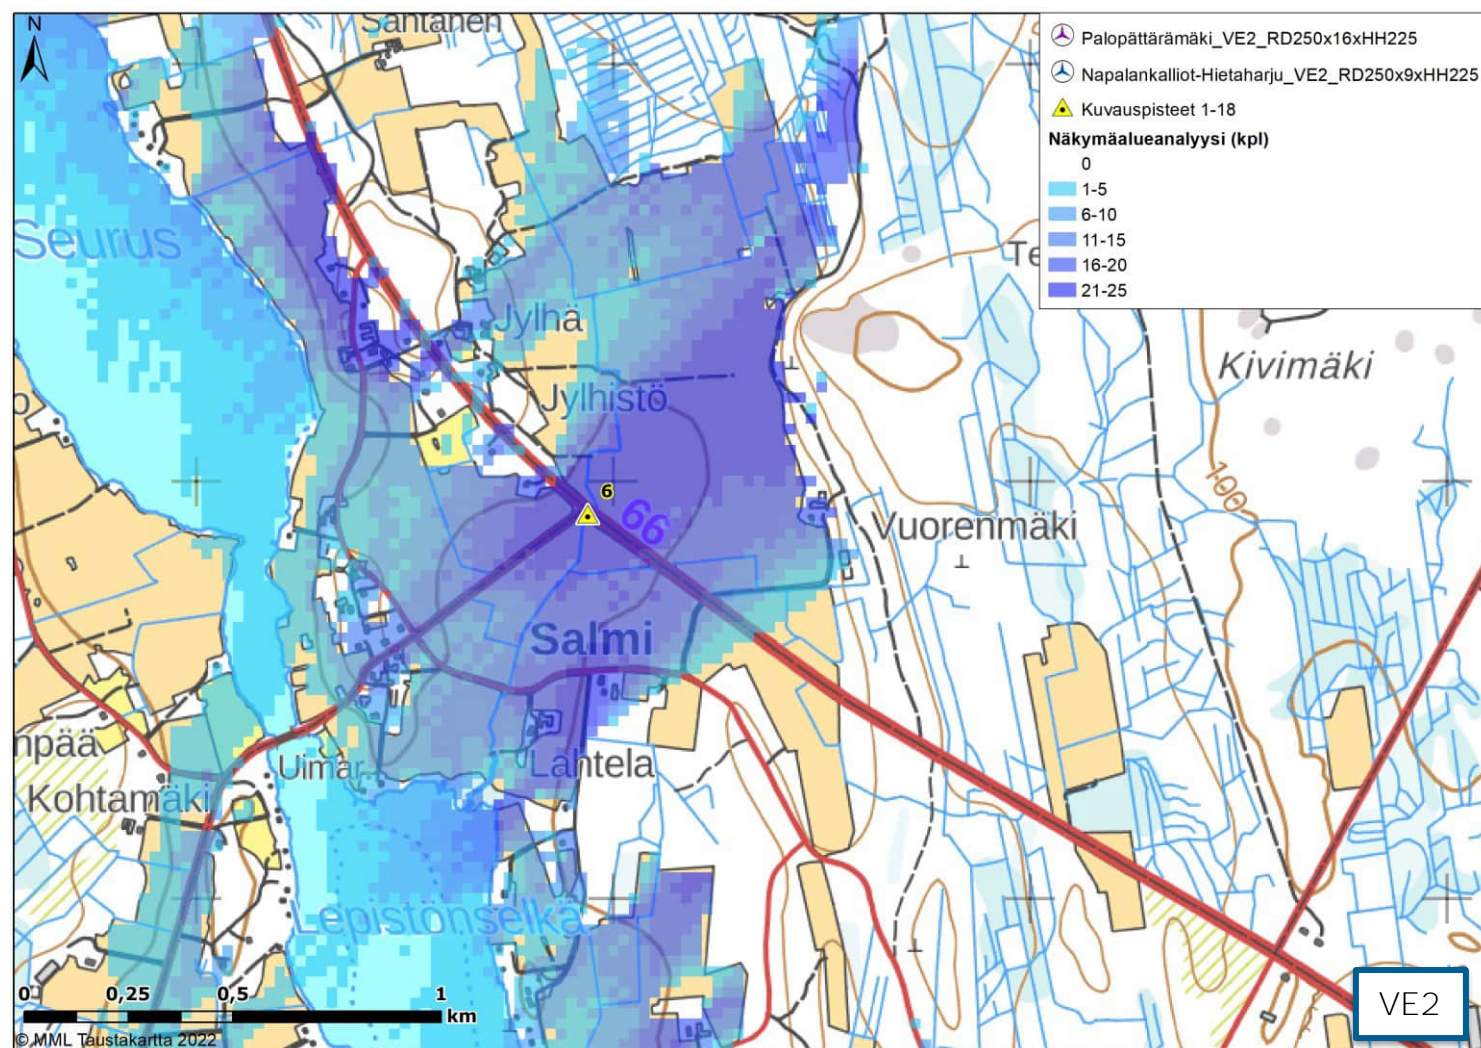 N
Santanen
Palopättärämäki_VE2_RD250x16xHH225
Napalankalliot-Hietaharju_VE2_RD250x9xHH225
Kuvauspisteet 1-18
Näkymäalueanalyysi (kpl)
0
1-5
6-10
11-15
16-20
21-25
Seurus
Te
Jylhä
Kivimäki
Jylhistö
o
100
6
66
Vuorenmäki
Salmi
npää
Uimar.
Lahtela
Kohtamäki
Lepistönselkä
0 0,25 0,5 1
km
VE2
© MML Taustakartta 2022